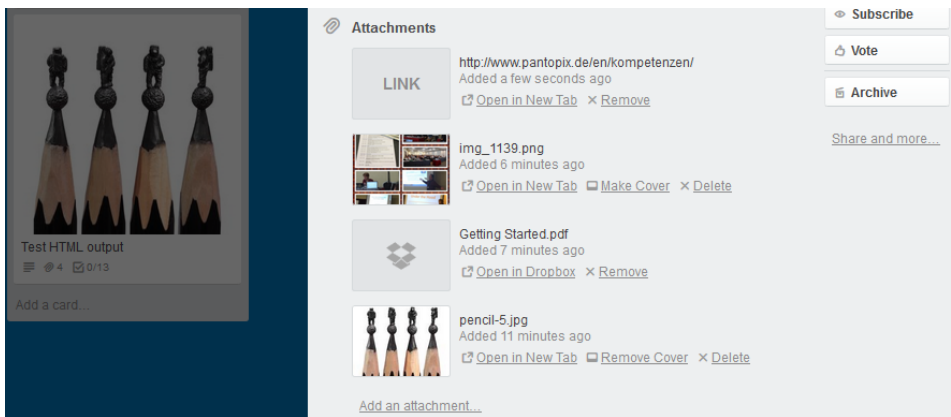 Test HTML output
4 0/13
Add a card...
Attachments
LINK
http://www.pantopix.de/en/kompetenzen/
Added a few seconds ago
Open in New Tab × Remove
img_1139.png
Added 6 minutes ago
Open in New Tab Make Cover × Delete
Getting Started.pdf
Added 7 minutes ago
Open in Dropbox × Remove
pencil-5.jpg
Added 11 minutes ago
Open in New Tab Remove Cover × Delete
Add an attachment...
Subscribe
Vote
Archive
Share and more...